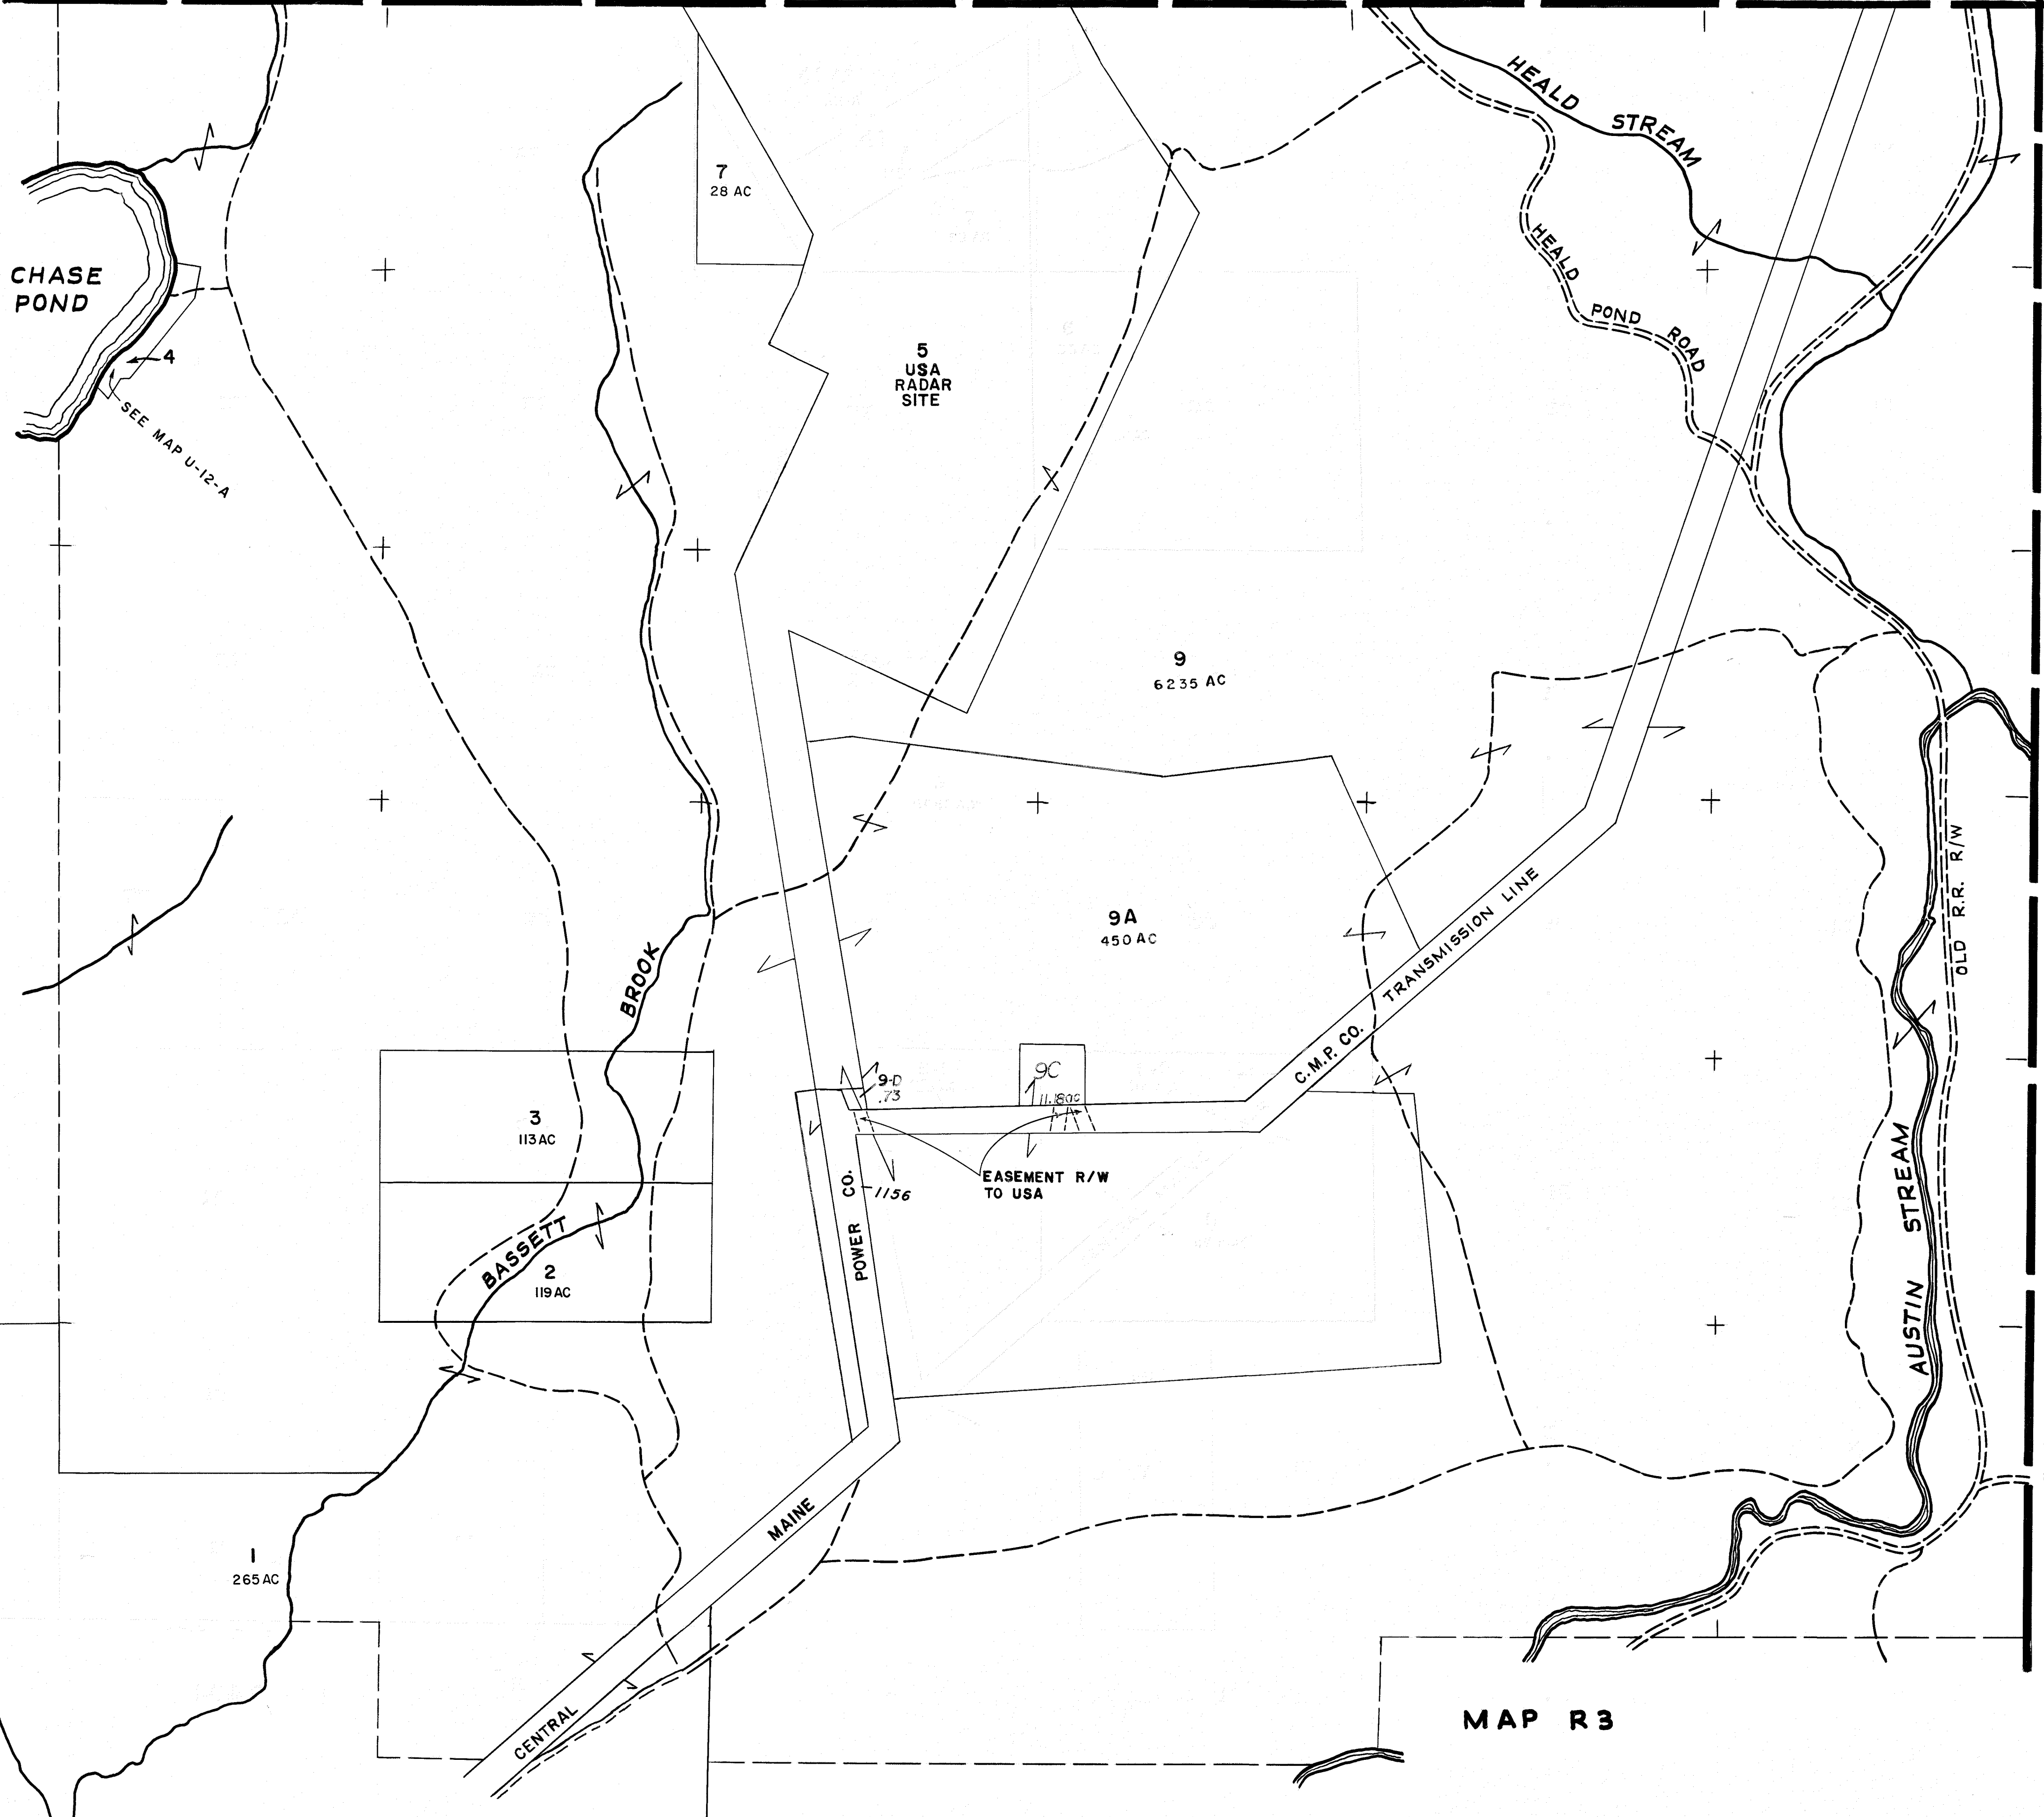 HEALD STREAM
7
28 AC
CHASE
POND
HEALD POND ROAD
4
SEE MAP U-12-A
5
USA
RADAR
SITE
9
6235 AC
OLD R.R. R/W
9A
450 AC
TRANSMISSION LINE
C.M.P. CO.
BROOK
9-D
.73
9C
11.18ac
3
113 AC
EASEMENT R/W
TO USA
1156
CO.
POWER
BASSETT
2
119 AC
AUSTIN STREAM
MAINE
1
265 AC
CENTRAL
MAP R3